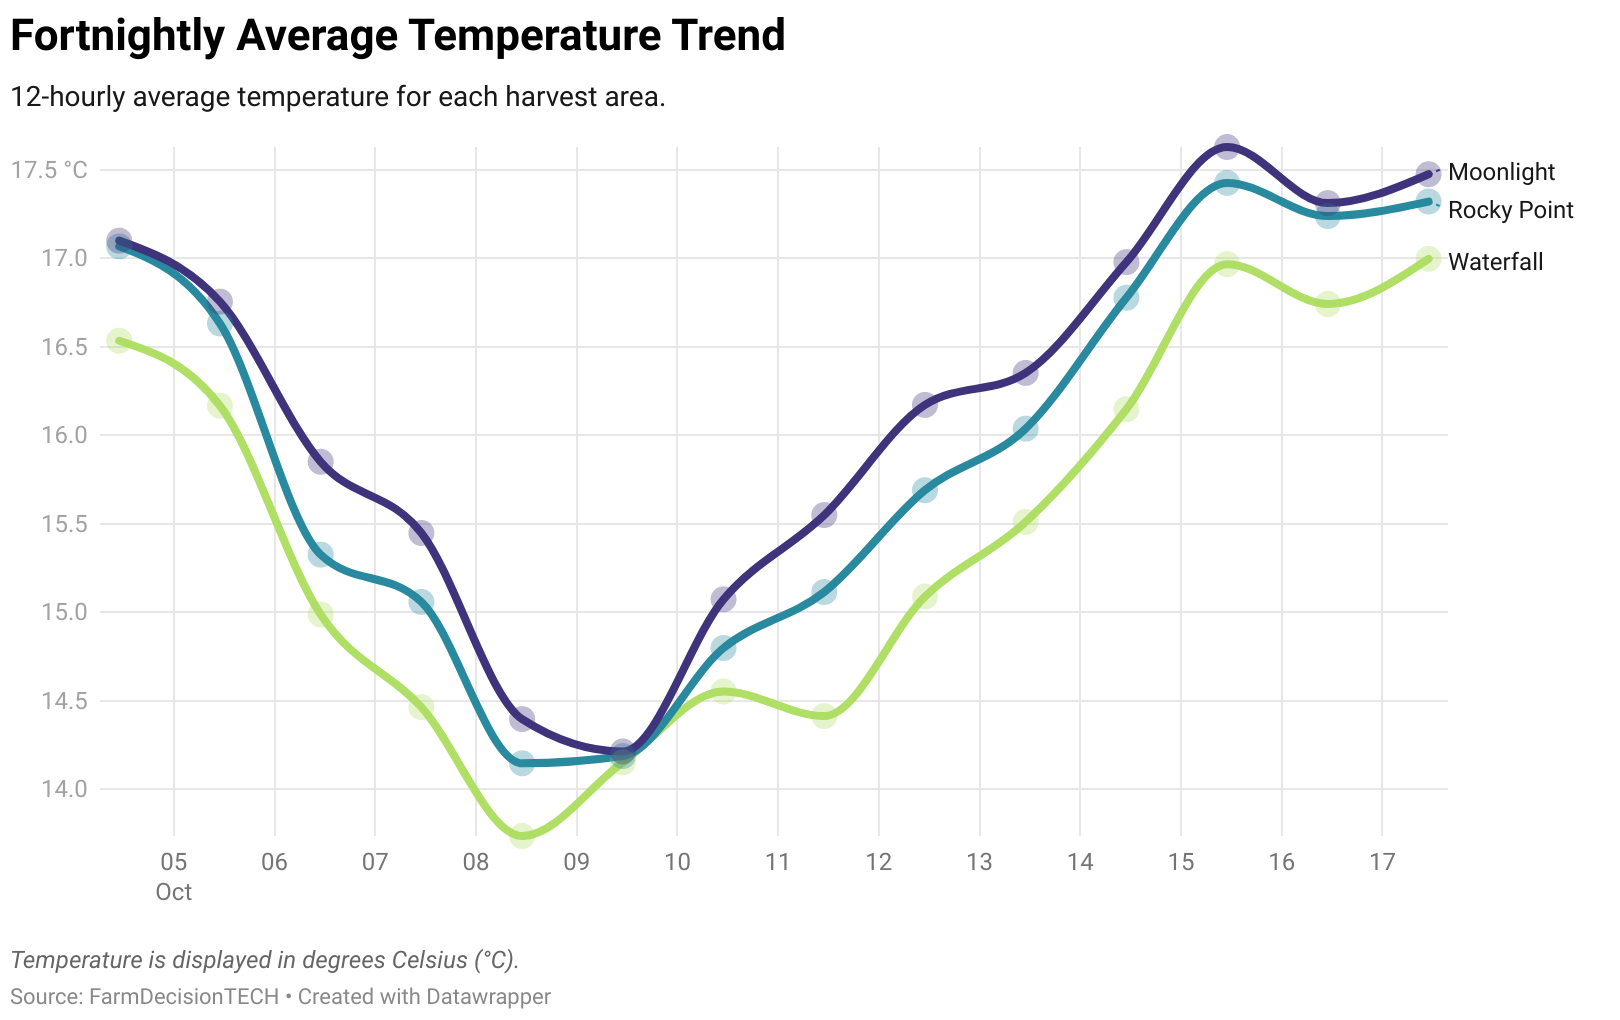 Fortnightly Average Temperature Trend
12-hourly average temperature for each harvest area.
17.5 °C
17.0
16.5
16.0
15.5
15.0
14.5
14.0
Moonlight
Rocky Point
Waterfall
05 06 07 08 09 10 11 12 13 14 15 16 17
Oct
Temperature is displayed in degrees Celsius (°C).
Source: FarmDecisionTECH • Created with Datawrapper